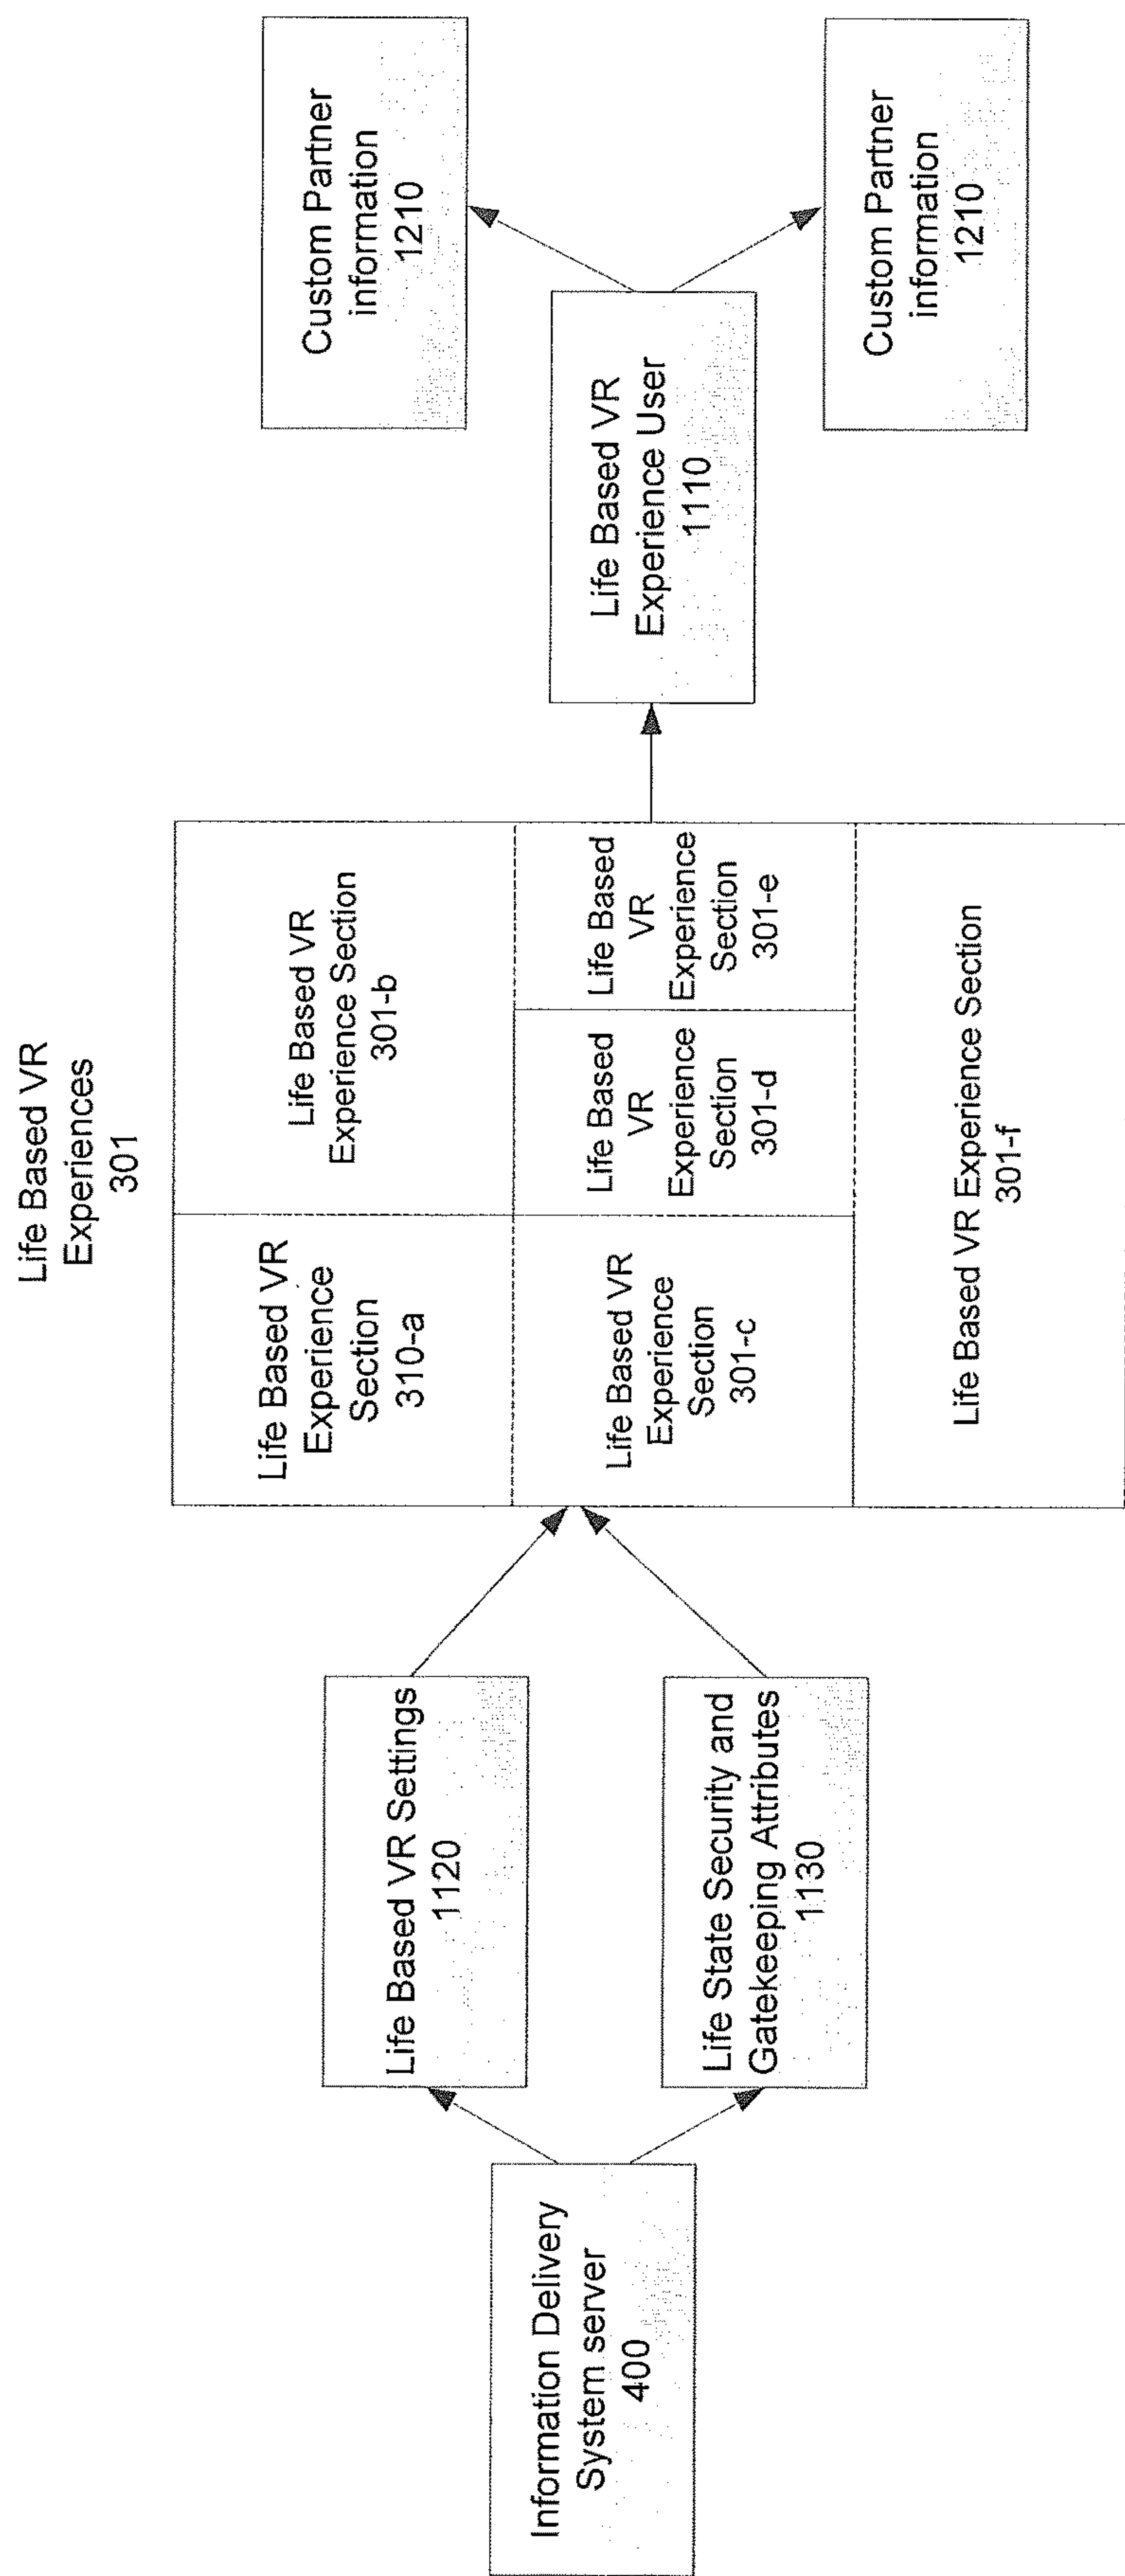 Life Based VR
Experiences
301
Information Delivery
System server
400
Life Based VR Settings
1120
Life State Security and
Gatekeeping Attributes
1130
Life Based VR
Experience
Section
310-a
Life Based VR
Experience Section
301-b
Life Based VR
Experience
Section
301-c
Life Based
VR
Experience
Section
301-d
Life Based
VR
Experience
Section
301-e
Life Based VR Experience Section
301-f
Life Based VR
Experience User
1110
Custom Partner
information
1210
Custom Partner
information
1210